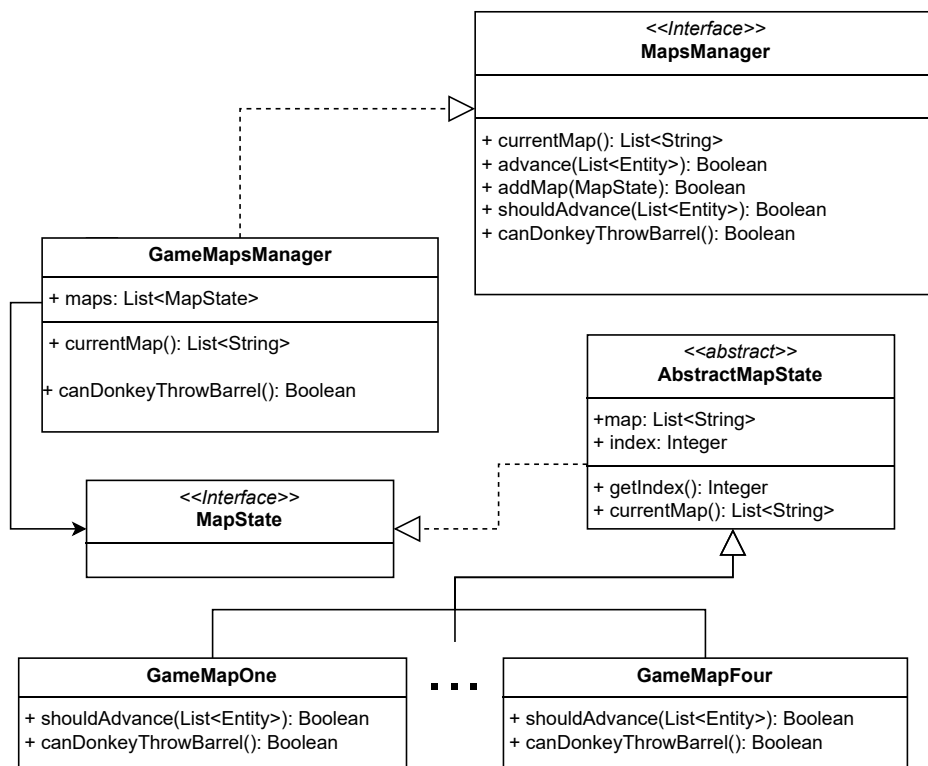 <<Interface>>
MapsManager
+ currentMap(): List<String>
+ advance(List<Entity>): Boolean
+ addMap(MapState): Boolean
+ shouldAdvance(List<Entity>): Boolean
+ canDonkeyThrowBarrel(): Boolean
GameMapsManager
+ maps: List<MapState>
+ currentMap(): List<String>
+ canDonkeyThrowBarrel(): Boolean
<<abstract>>
AbstractMapState
+map: List<String>
+ index: Integer
+ getIndex(): Integer
+ currentMap(): List<String>
<<Interface>>
MapState
GameMapOne
+ shouldAdvance(List<Entity>): Boolean
+ canDonkeyThrowBarrel(): Boolean
...
GameMapFour
+ shouldAdvance(List<Entity>): Boolean
+ canDonkeyThrowBarrel(): Boolean